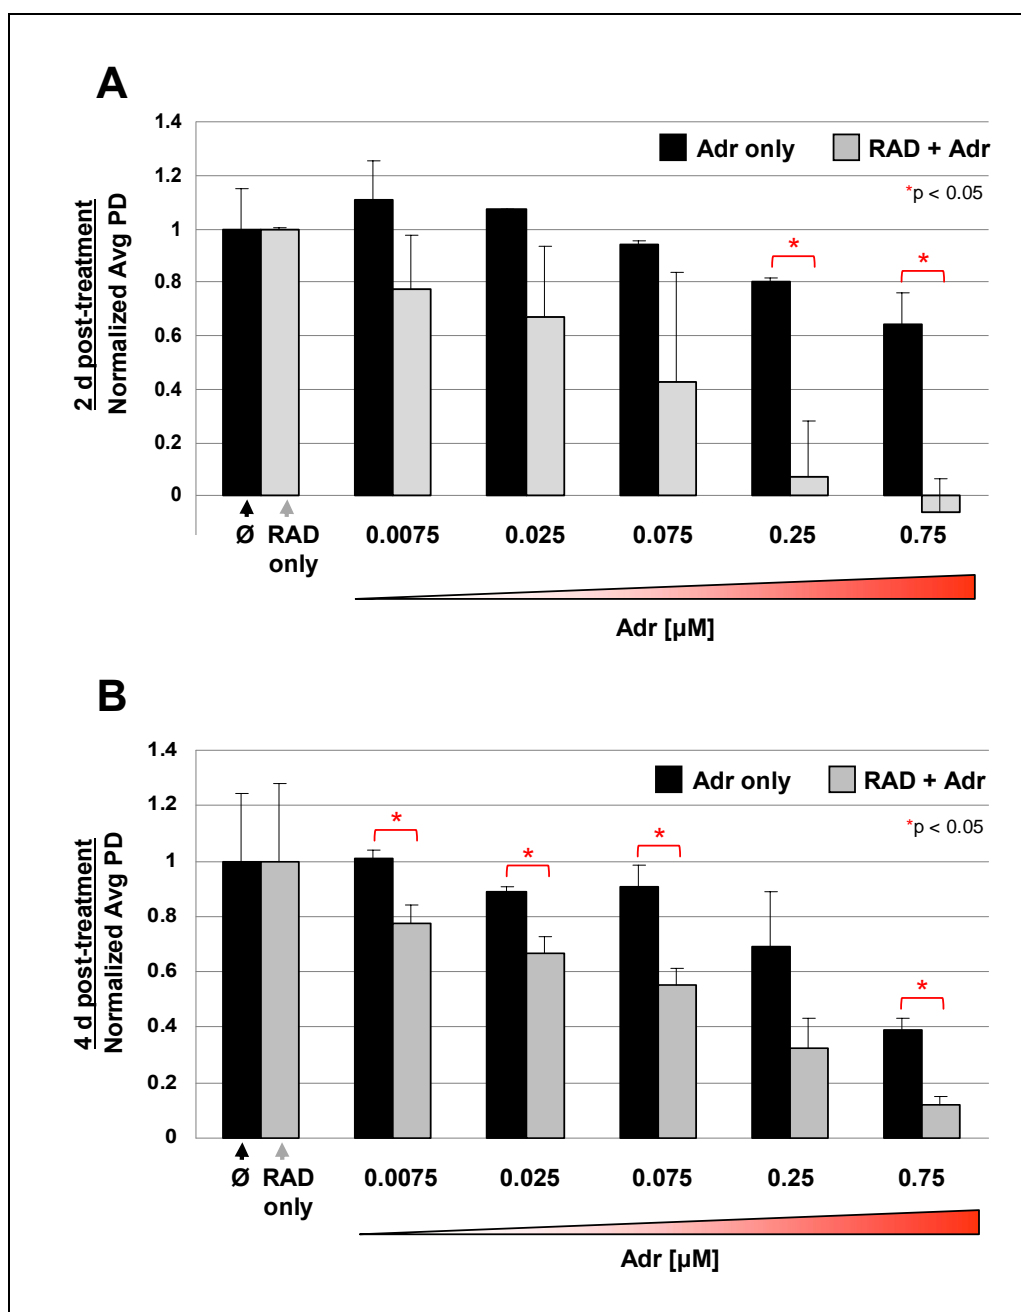 A
2 d post-treatment
Normalized Avg PD
1.4
1.2
1
0.8
0.6
0.4
0.2
0
Adr only
RAD + Adr
*p < 0.05
*
*
Ø
RAD
only
0.0075
0.025
0.075
0.25
0.75
Adr [µM]
B
4 d post-treatment
Normalized Avg PD
1.4
1.2
1
0.8
0.6
0.4
0.2
0
Adr only
RAD + Adr
*p < 0.05
*
*
*
*
Ø
RAD
only
0.0075
0.025
0.075
0.25
0.75
Adr [µM]